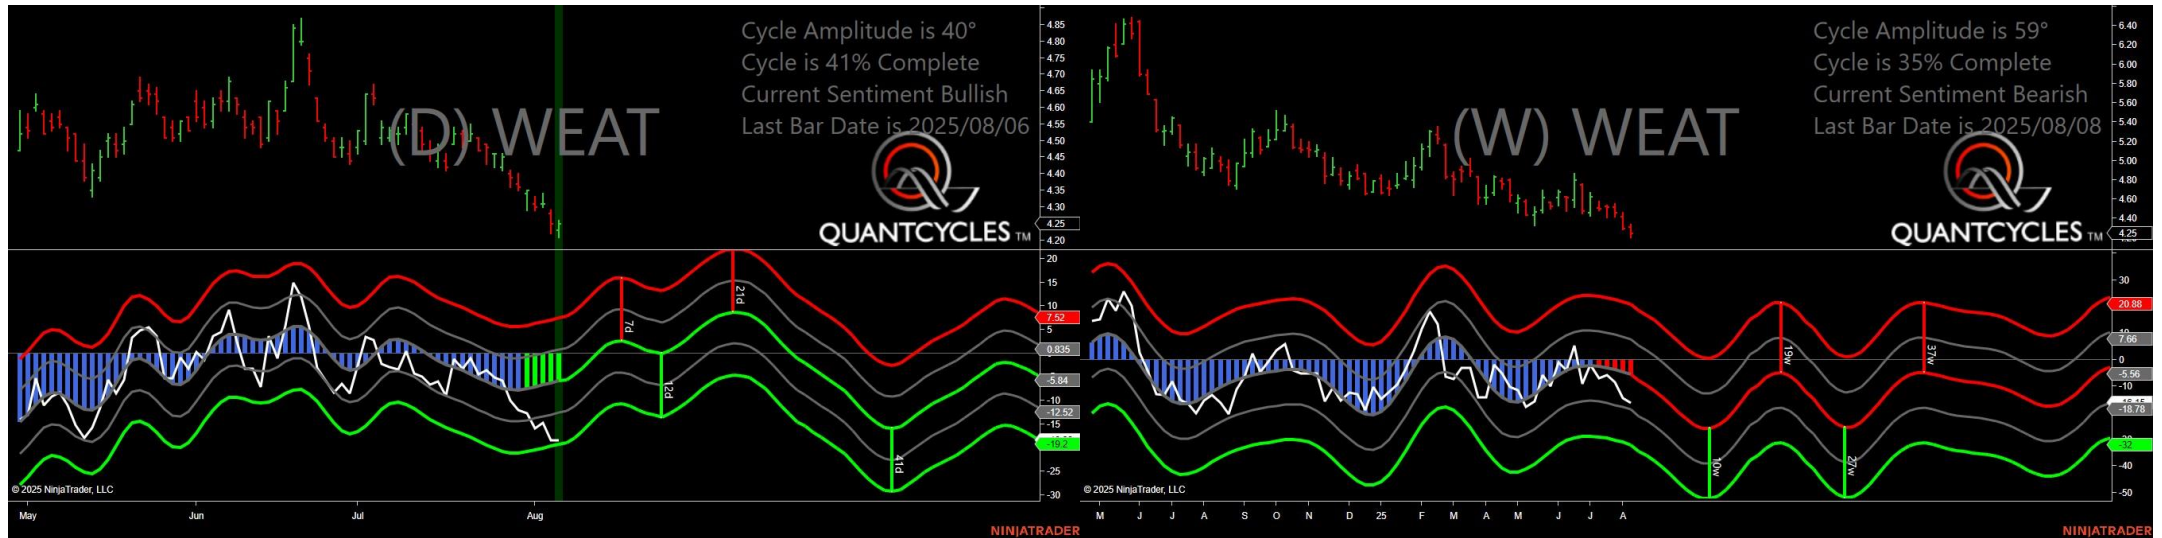 Cycle Amplitude is 40°
Cycle is 41% Complete
Current Sentiment Bullish
Last Bar Date is 2025/08/06
(D) WEAT
QUANTCYCLES TM
4.85
4.80
4.75
4.70
4.65
4.60
4.55
4.50
4.45
4.40
4.35
4.30
4.25
4.20
20
15
10
7.52
5
0.835
-5.84
-10
-12.52
-15
-19.2
-25
-30
7d
12d
21d
41d
© 2025 NinjaTrader, LLC
May Jun Jul Aug
NINJATRADER
Cycle Amplitude is 59°
Cycle is 35% Complete
Current Sentiment Bearish
Last Bar Date is 2025/08/08
(W) WEAT
QUANTCYCLES TM
6.40
6.20
6.00
5.80
5.60
5.40
5.20
5.00
4.80
4.60
4.40
4.25
30
20.88
10
7.66
0
-5.56
-10
-18.78
-32
-40
-50
10w
19w
27w
37w
© 2025 NinjaTrader, LLC
M J J A S O N D 25 F M A M J J A
NINJATRADER